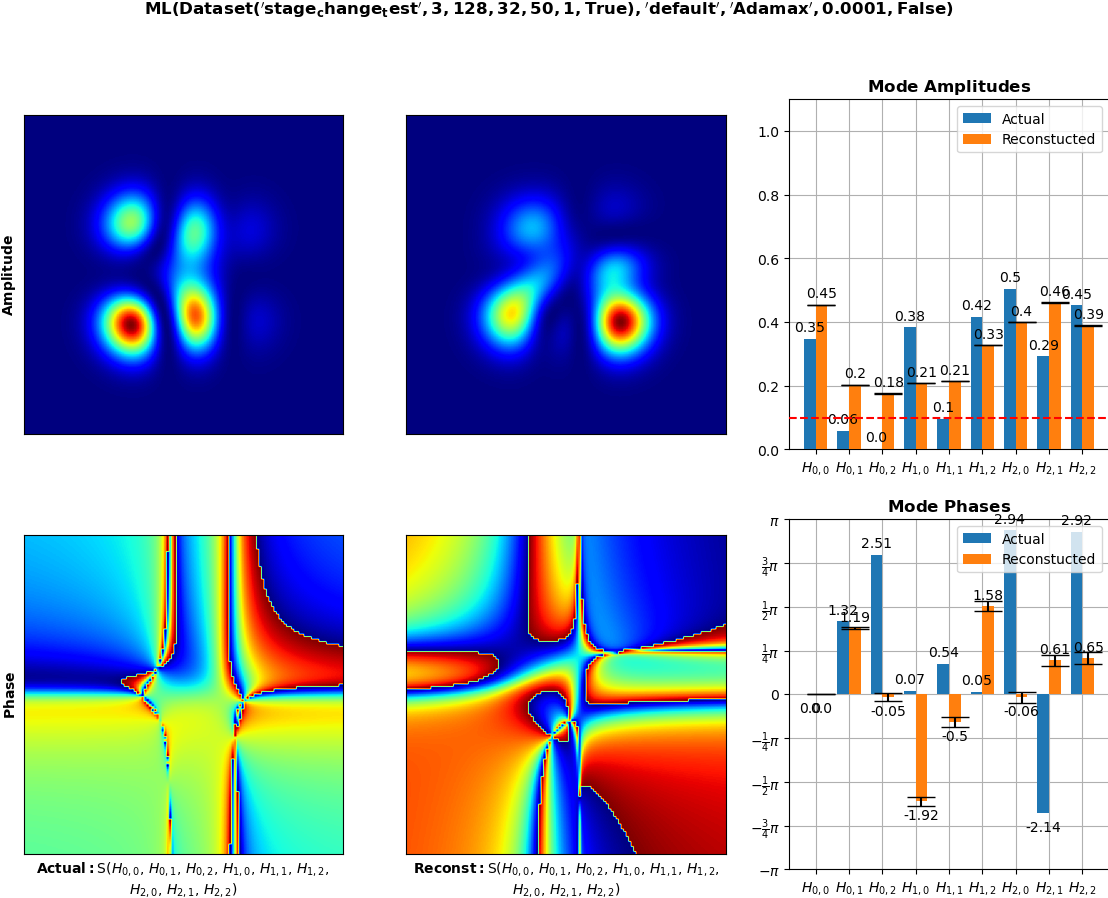 ML(Dataset('stage_change_test', 3, 128, 32, 50, 1, True), 'default', 'Adamax', 0.0001, False)
Amplitude
Mode Amplitudes
Actual
Reconstucted
1.0
0.8
0.6
0.4
0.2
0.0
0.35 0.45 0.06 0.2 0.0 0.18 0.38 0.21 0.1 0.21 0.42 0.33 0.5 0.4 0.29 0.46 0.45 0.39
H0,0 H0,1 H0,2 H1,0 H1,1 H1,2 H2,0 H2,1 H2,2
Phase
Mode Phases
Actual
Reconstucted
π
3/4π
1/2π
1/4π
0
−1/4π
−1/2π
−3/4π
−π
0.0 0.0 1.32 1.19 2.51 -0.05 0.07 -1.92 0.54 -0.5 0.05 1.58 2.94 -0.06 -2.14 0.61 2.92 0.65
H0,0 H0,1 H0,2 H1,0 H1,1 H1,2 H2,0 H2,1 H2,2
Actual: S(H0,0, H0,1, H0,2, H1,0, H1,1, H1,2,
H2,0, H2,1, H2,2)
Reconst: S(H0,0, H0,1, H0,2, H1,0, H1,1, H1,2,
H2,0, H2,1, H2,2)